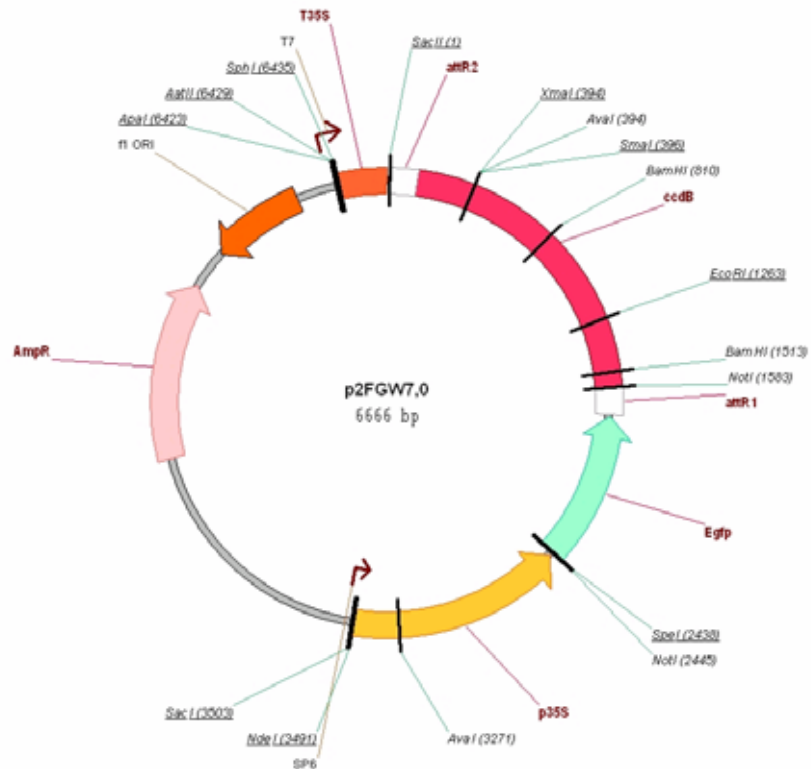 T35S
T7
SacII (1)
attR2
SphI (6435)
XmaI (394)
AatII (6429)
AvaI (394)
ApaI (6423)
SmaI (396)
f1 ORI
BamHI (810)
ccdB
EcoRI (1263)
AmpR
BamHI (1513)
NotI (1583)
p2FGW7,0
attR1
6666 bp
Egfp
SpeI (2438)
NotI (2445)
SacI (3503)
p35S
NdeI (3491)
AvaI (3271)
SP6